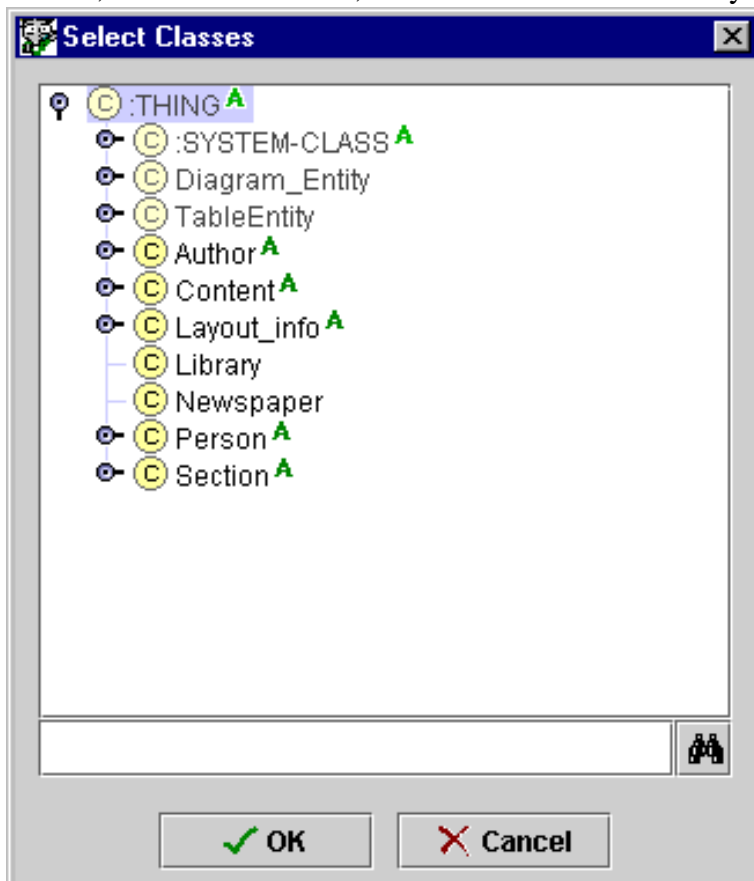 Select Classes
C :THING A
C :SYSTEM-CLASS A
C Diagram_Entity
C TableEntity
C Author A
C Content A
C Layout_info A
C Library
C Newspaper
C Person A
C Section A
OK Cancel